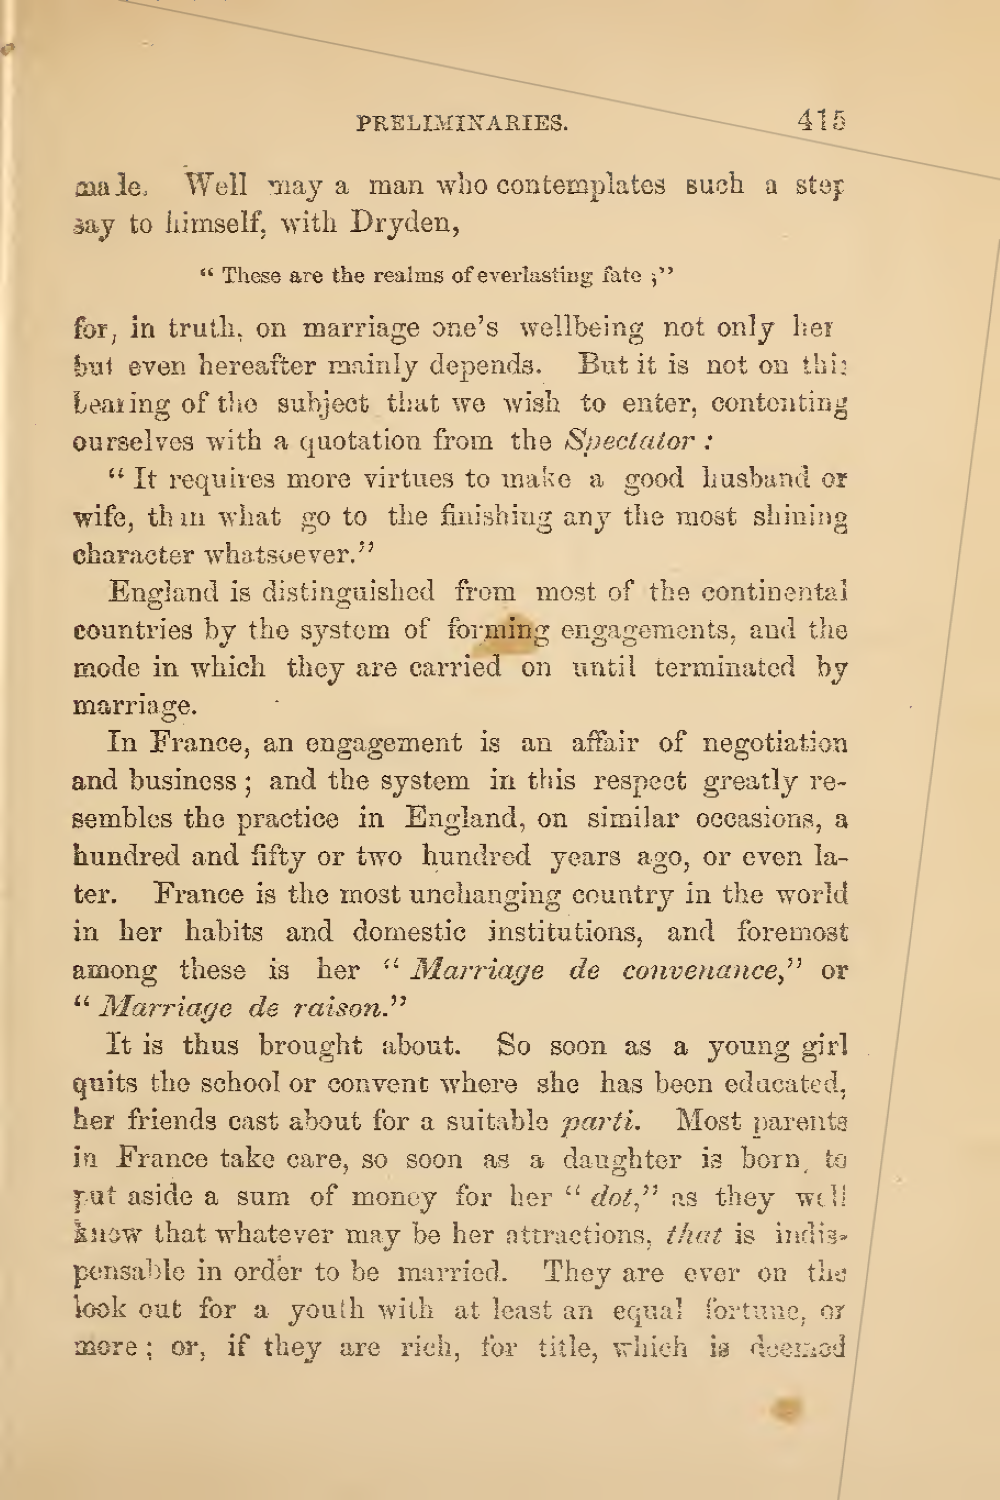 PRELIMINARIES. 415
made. Well may a man who contemplates such a step
say to himself, with Dryden,
“ These are the realms of everlasting fate ;”
for, in truth, on marriage one’s wellbeing not only her
but even hereafter mainly depends. But it is not on this
bearing of the subject that we wish to enter, contenting
ourselves with a quotation from the Spectator :
“ It requires more virtues to make a good husband or
wife, than what go to the finishing any the most shining
character whatsoever.”
England is distinguished from most of the continental
countries by the system of forming engagements, and the
mode in which they are carried on until terminated by
marriage.
In France, an engagement is an affair of negotiation
and business ; and the system in this respect greatly re-
sembles the practice in England, on similar occasions, a
hundred and fifty or two hundred years ago, or even la-
ter. France is the most unchanging country in the world
in her habits and domestic institutions, and foremost
among these is her “ Marriage de convenance,” or
“ Marriage de raison.”
It is thus brought about. So soon as a young girl
quits the school or convent where she has been educated,
her friends cast about for a suitable parti. Most parents
in France take care, so soon as a daughter is born, to
put aside a sum of money for her “ dot,” as they well
know that whatever may be her attractions, that is indis-
pensable in order to be married. They are ever on the
look out for a youth with at least an equal fortune, or
more ; or, if they are rich, for title, which is deemed